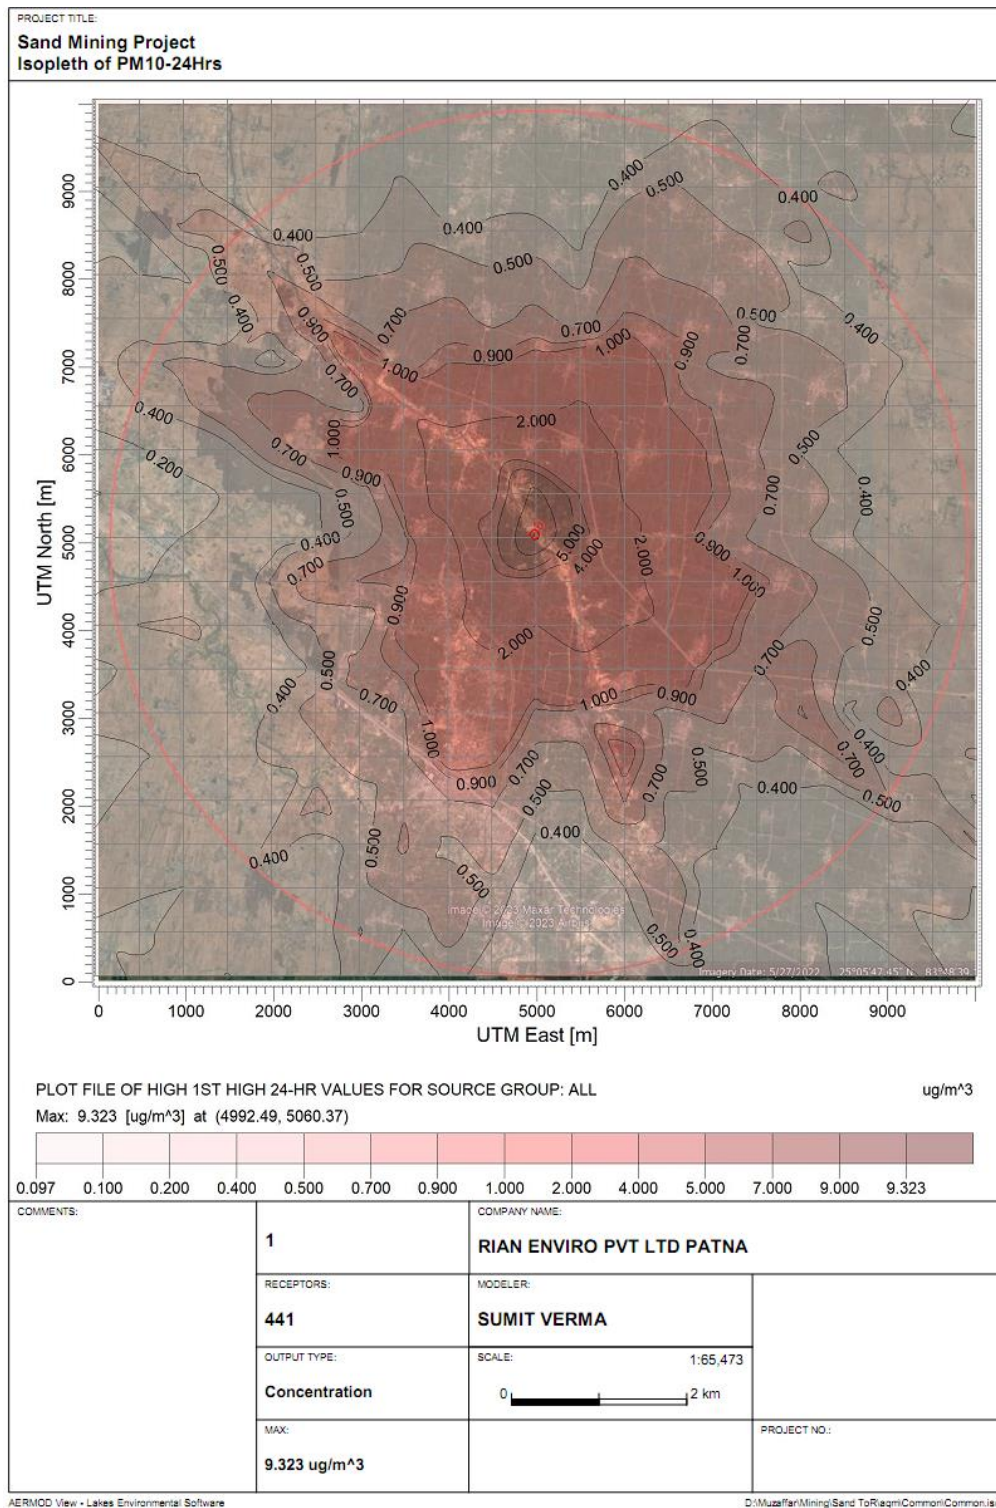 PROJECT TITLE:
Sand Mining Project
Isopleth of PM10-24Hrs
UTM North [m]
9000
8000
7000
6000
5000
4000
3000
2000
1000
0
0.400
0.500
0.400
0.400
0.400
0.500
0.500
0.500
0.400
0.900
0.700
0.700
0.500
0.400
1.000
0.900
0.700
0.900
1.000
0.700
0.400
2.000
1.000
0.500
0.200
0.700
0.900
0.700
0.400
0.500
0.400
5.000
4.000
2.000
0.900
0.700
1.000
0.900
0.500
2.000
0.700
0.500
0.400
0.400
0.700
1.000
0.900
1.000
0.400
0.700
0.900
0.700
0.700
0.500
0.400
0.500
0.500
0.400
0.500
0.400
0.500
0.500
0.400
Image © 2023 Maxar Technologies
Image © 2023 Airbus
Imagery Date: 5/27/2022
0 1000 2000 3000 4000 5000 6000 7000 8000 9000
UTM East [m]
PLOT FILE OF HIGH 1ST HIGH 24-HR VALUES FOR SOURCE GROUP: ALL ug/m^3
Max: 9.323 [ug/m^3] at (4992.49, 5060.37)
0.097 0.100 0.200 0.400 0.500 0.700 0.900 1.000 2.000 4.000 5.000 7.000 9.000 9.323
COMMENTS:
1
COMPANY NAME:
RIAN ENVIRO PVT LTD PATNA
RECEPTORS:
441
MODELER:
SUMIT VERMA
OUTPUT TYPE:
Concentration
SCALE: 1:65,473
0 2 km
MAX:
9.323 ug/m^3
PROJECT NO.:
AERMOD View - Lakes Environmental Software
D:\Muzaffar\Mining\Sand ToR\aqm\Common\Common.is